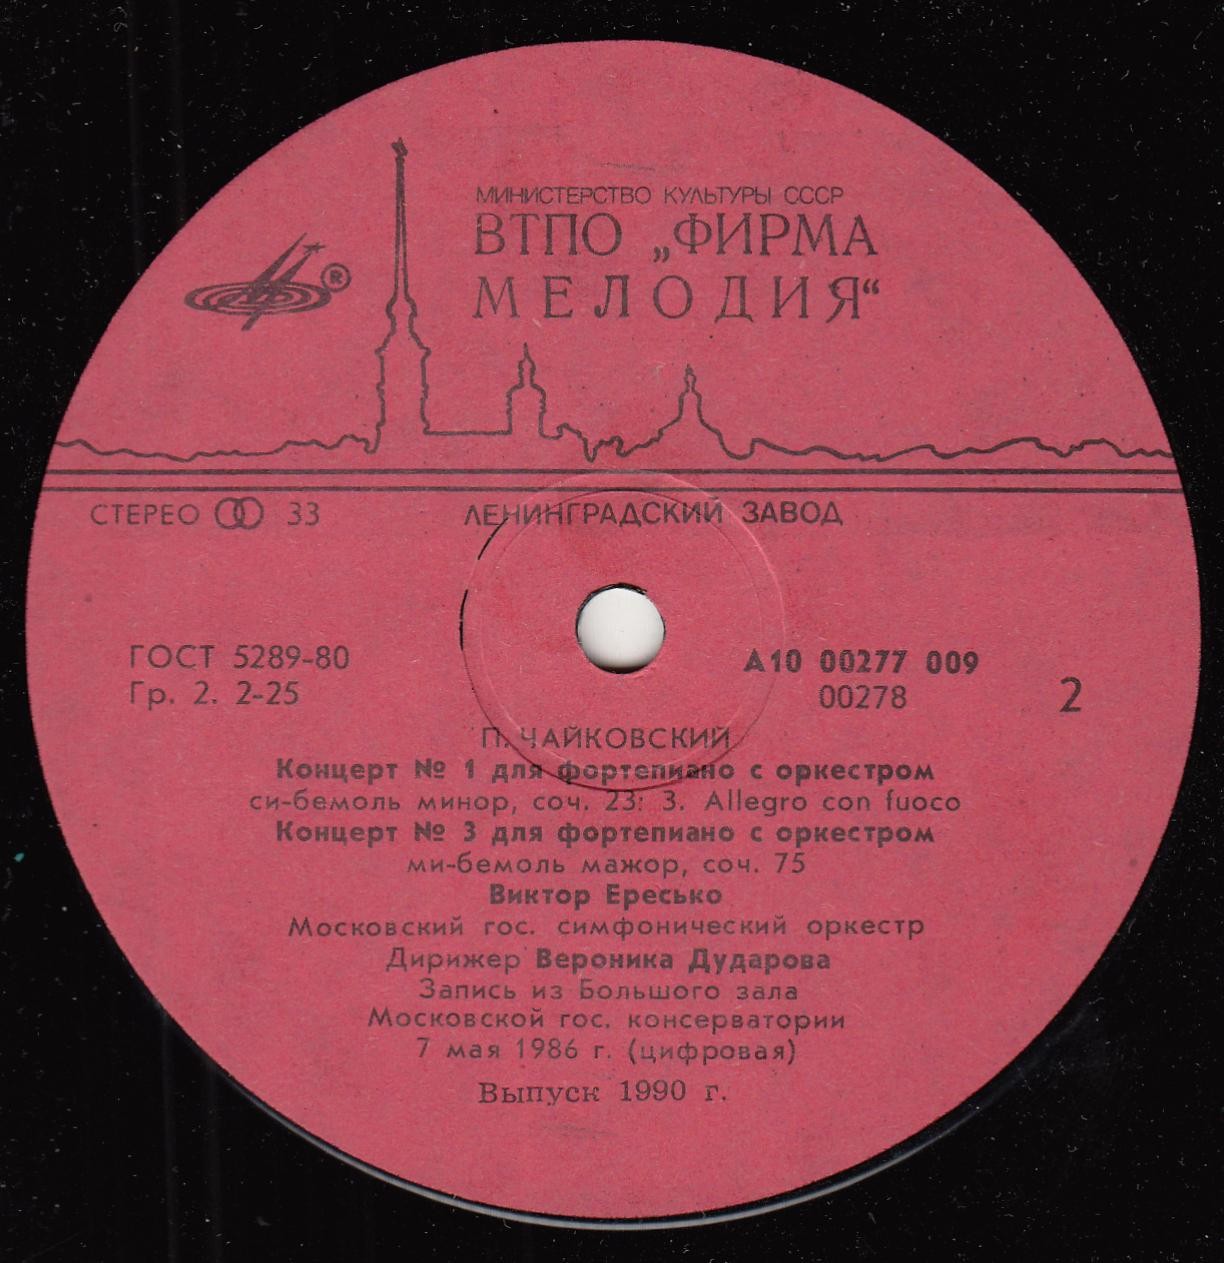 МИНИСТЕРСТВО КУЛЬТУРЫ СССР
ВТПО „ФИРМА
МЕЛОДИЯ“
®
СТЕРЕО 33
ЛЕНИНГРАДСКИЙ ЗАВОД
ГОСТ 5289-80
Гр. 2. 2-25
А10 00277 009
00278
2
П. ЧАЙКОВСКИЙ
Концерт № 1 для фортепиано с оркестром
си-бемоль минор, соч. 23: 3. Allegro con fuoco
Концерт № 3 для фортепиано с оркестром
ми-бемоль мажор, соч. 75
Виктор Ересько
Московский гос. симфонический оркестр
Дирижер Вероника Дударова
Запись из Большого зала
Московской гос. консерватории
7 мая 1986 г. (цифровая)
Выпуск 1990 г.